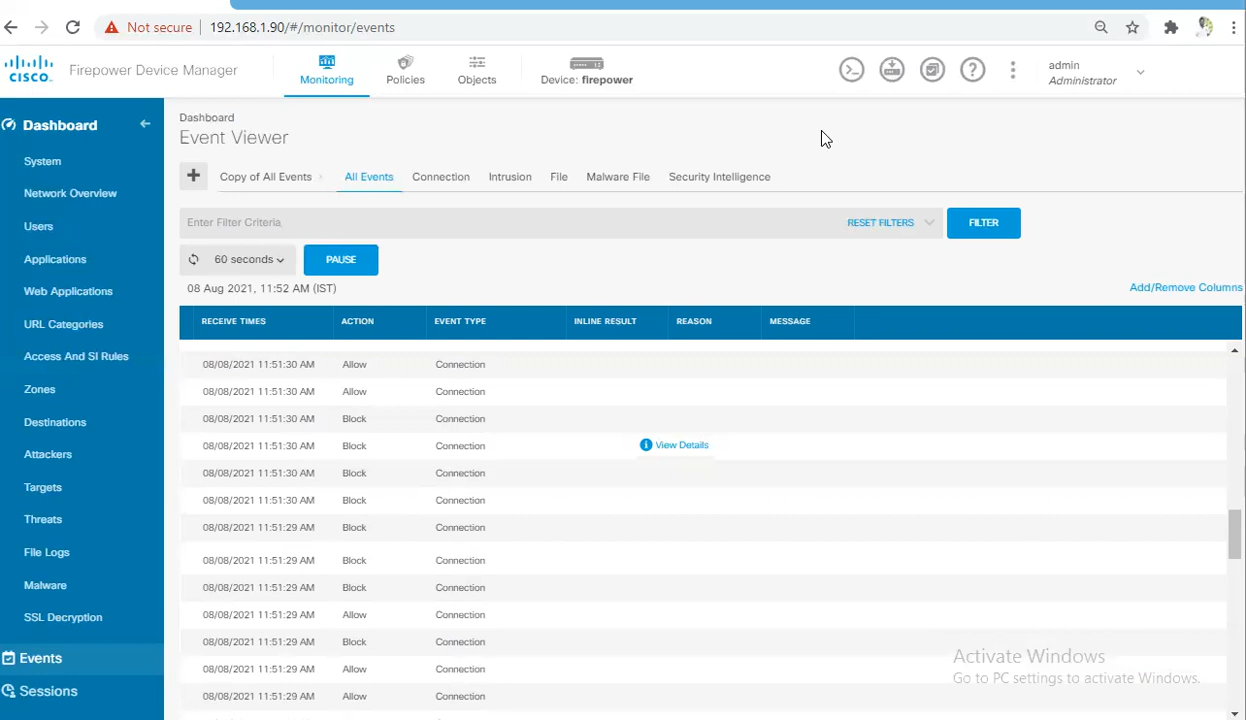 Not secure 192.168.1.90/#/monitor/events
CISCO Firepower Device Manager Monitoring Policies Objects Device: firepower admin
Administrator
Dashboard
System
Network Overview
Users
Applications
Web Applications
URL Categories
Access And SI Rules
Zones
Destinations
Attackers
Targets
Threats
File Logs
Malware
SSL Decryption
Events
Sessions
Dashboard
Event Viewer
Copy of All Events All Events Connection Intrusion File Malware File Security Intelligence
Enter Filter Criteria RESET FILTERS FILTER
60 seconds PAUSE
08 Aug 2021, 11:52 AM (IST) Add/Remove Columns
RECEIVE TIMES ACTION EVENT TYPE INLINE RESULT REASON MESSAGE
08/08/2021 11:51:30 AM Allow Connection
08/08/2021 11:51:30 AM Allow Connection
08/08/2021 11:51:30 AM Block Connection
08/08/2021 11:51:30 AM Block Connection View Details
08/08/2021 11:51:30 AM Block Connection
08/08/2021 11:51:30 AM Block Connection
08/08/2021 11:51:29 AM Block Connection
08/08/2021 11:51:29 AM Block Connection
08/08/2021 11:51:29 AM Block Connection
08/08/2021 11:51:29 AM Allow Connection
08/08/2021 11:51:29 AM Block Connection
08/08/2021 11:51:29 AM Allow Connection
08/08/2021 11:51:29 AM Allow Connection
Activate Windows
Go to PC settings to activate Windows.